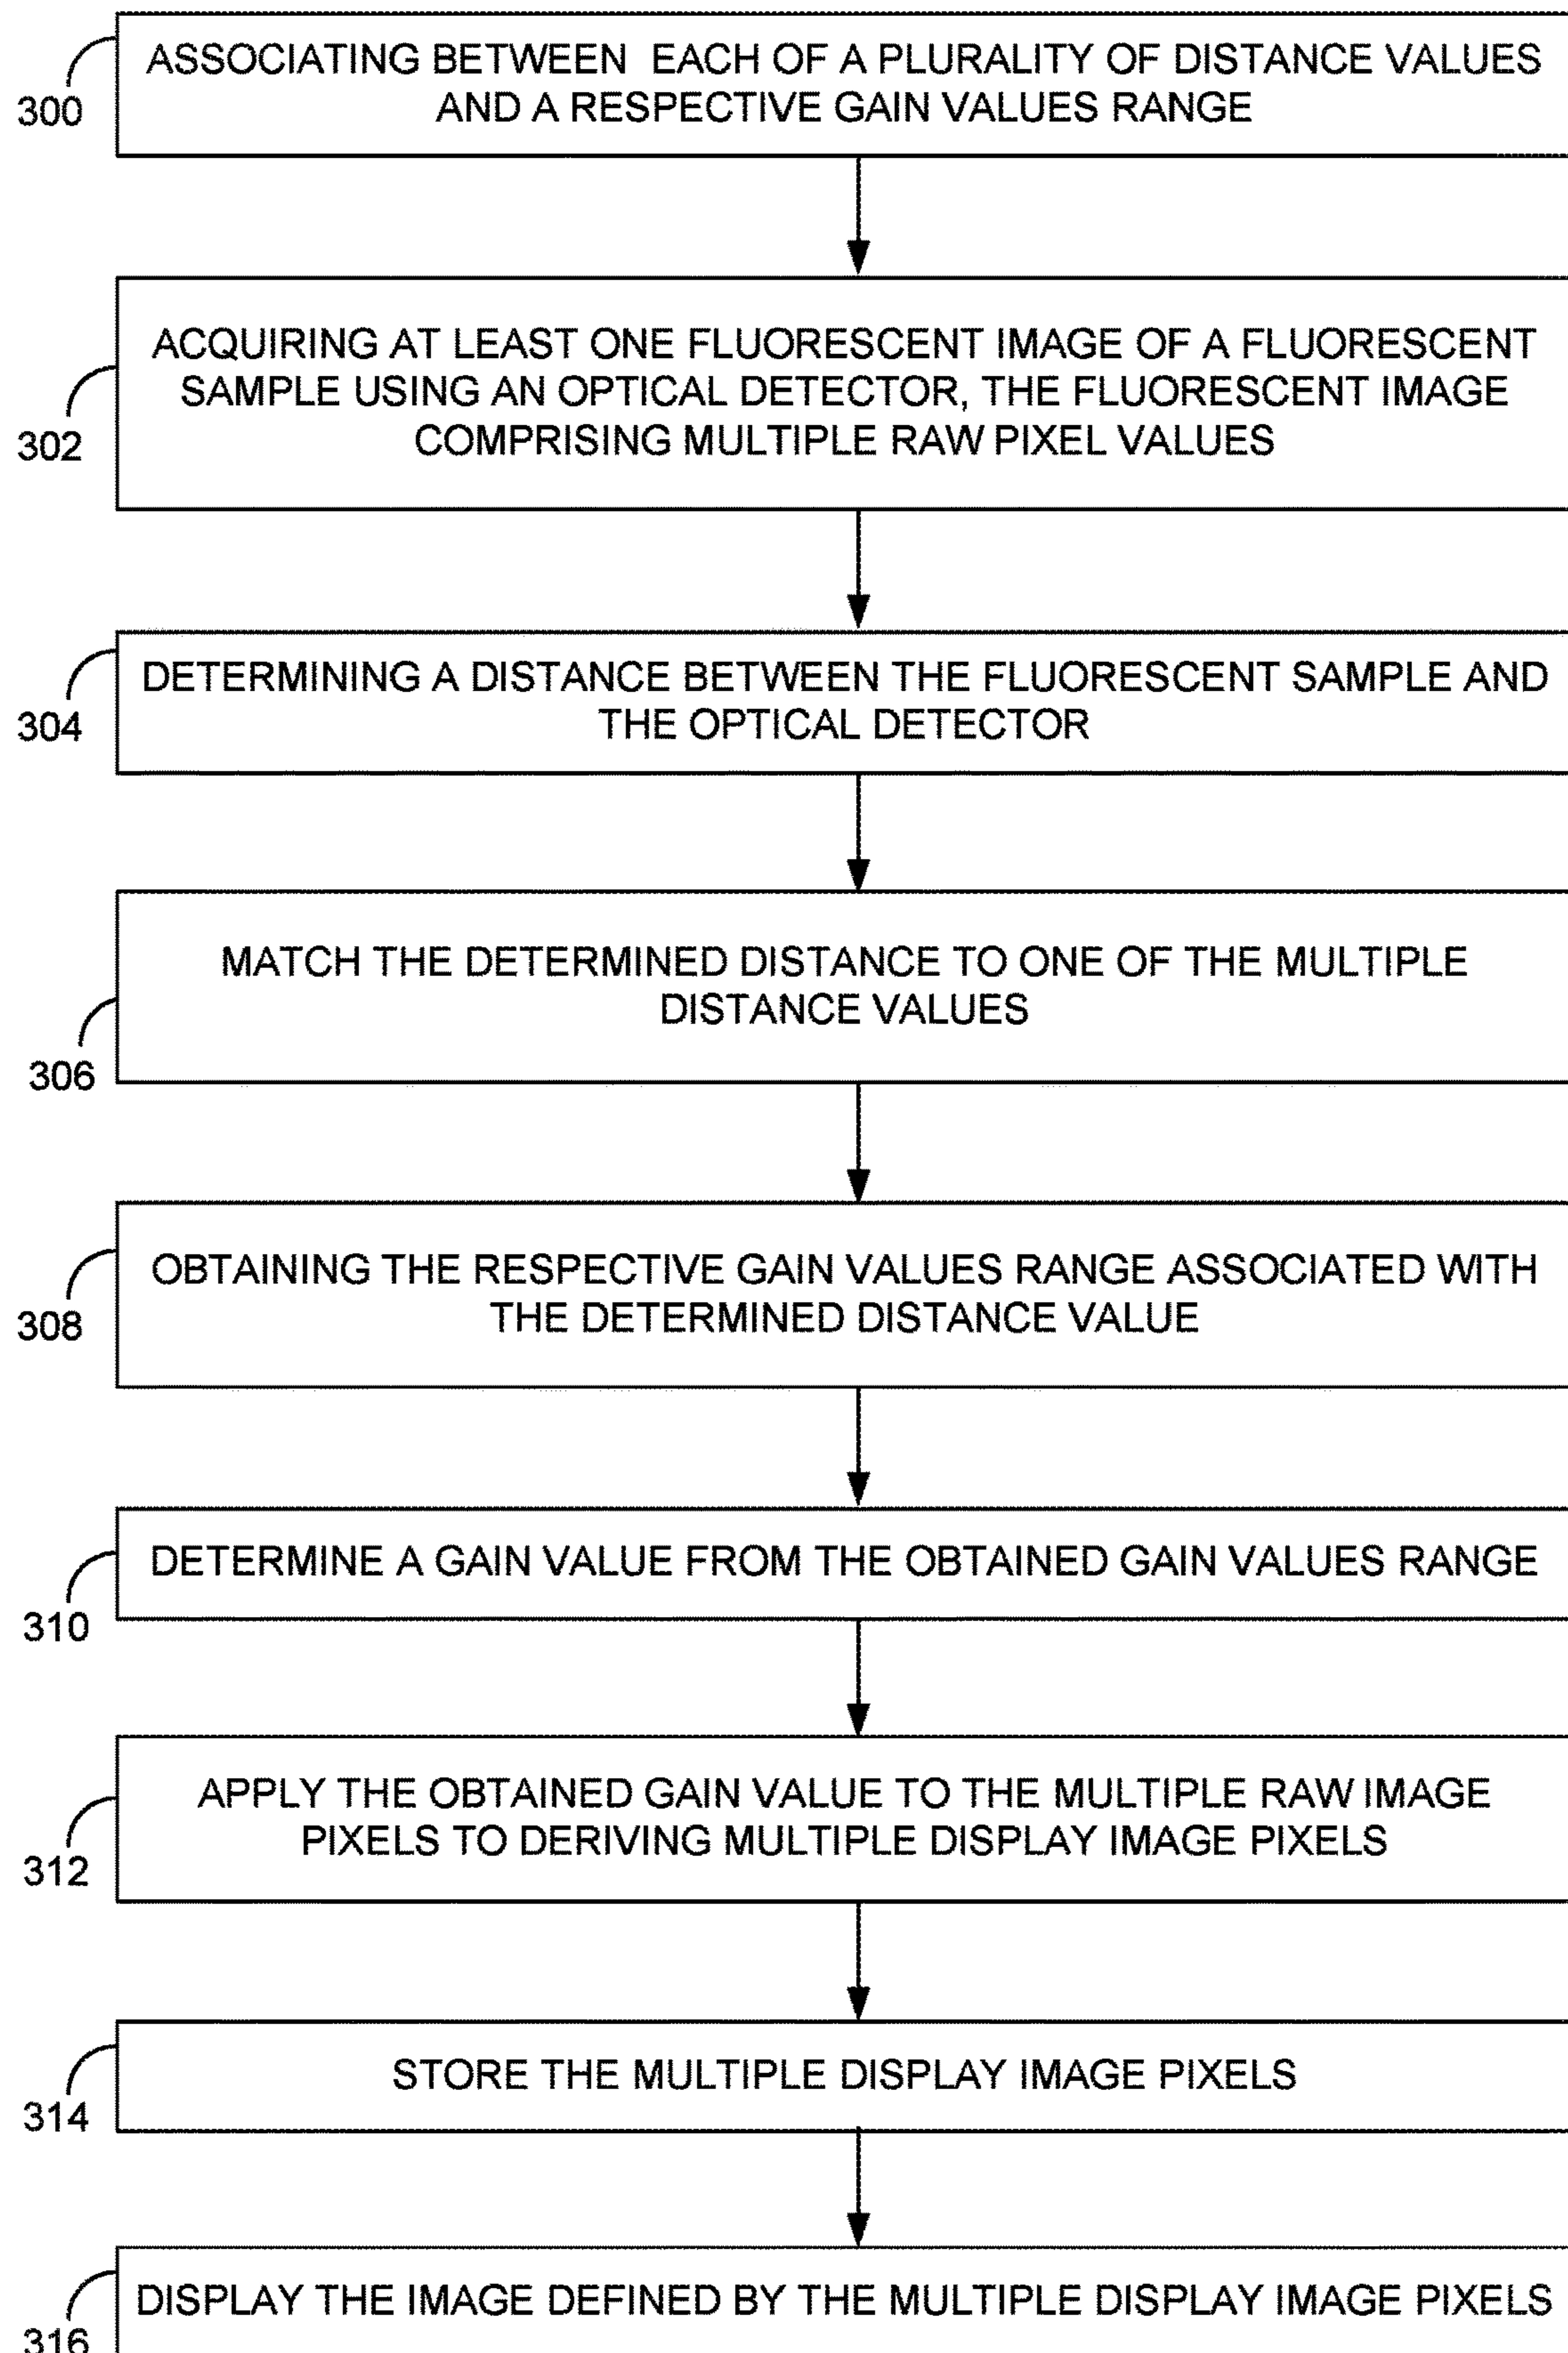 ASSOCIATING BETWEEN EACH OF A PLURALITY OF DISTANCE VALUES
AND A RESPECTIVE GAIN VALUES RANGE
300
ACQUIRING AT LEAST ONE FLUORESCENT IMAGE OF A FLUORESCENT
SAMPLE USING AN OPTICAL DETECTOR, THE FLUORESCENT IMAGE
COMPRISING MULTIPLE RAW PIXEL VALUES
302
DETERMINING A DISTANCE BETWEEN THE FLUORESCENT SAMPLE AND
THE OPTICAL DETECTOR
304
MATCH THE DETERMINED DISTANCE TO ONE OF THE MULTIPLE
DISTANCE VALUES
306
OBTAINING THE RESPECTIVE GAIN VALUES RANGE ASSOCIATED WITH
THE DETERMINED DISTANCE VALUE
308
DETERMINE A GAIN VALUE FROM THE OBTAINED GAIN VALUES RANGE
310
APPLY THE OBTAINED GAIN VALUE TO THE MULTIPLE RAW IMAGE
PIXELS TO DERIVING MULTIPLE DISPLAY IMAGE PIXELS
312
STORE THE MULTIPLE DISPLAY IMAGE PIXELS
314
DISPLAY THE IMAGE DEFINED BY THE MULTIPLE DISPLAY IMAGE PIXELS
316